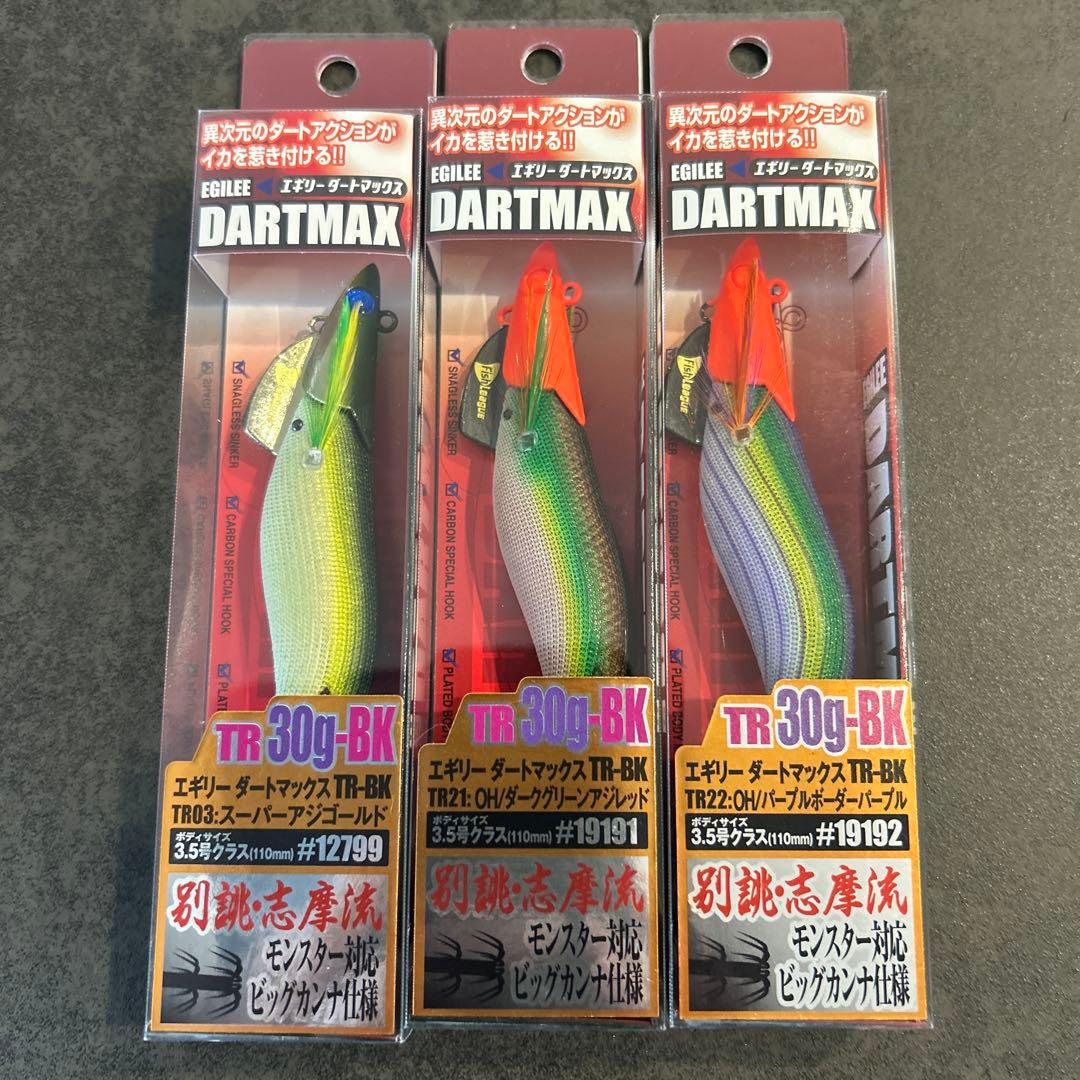 異次元のダートアクションが
イカを惹き付ける!!
EGILEE エギリーダートマックス
DARTMAX
SNAGLESS SINKER
CARBON SPECIAL HOOK
PLATED BODY
TR 30g-BK
エギリー ダートマックス TR-BK
TR03:スーパーアジゴールド
ボディサイズ
3.5号クラス(110mm) #12799
別誂・志摩流
モンスター対応
ビッグカンナ仕様
異次元のダートアクションが
イカを惹き付ける!!
EGILEE エギリーダートマックス
DARTMAX
FishLeague
SNAGLESS SINKER
CARBON SPECIAL HOOK
PLATED BODY
TR 30g-BK
エギリー ダートマックス TR-BK
TR21:OH/ダークグリーンアジレッド
ボディサイズ
3.5号クラス(110mm) #19191
別誂・志摩流
モンスター対応
ビッグカンナ仕様
異次元のダートアクションが
イカを惹き付ける!!
EGILEE エギリーダートマックス
DARTMAX
FishLeague
SNAGLESS SINKER
CARBON SPECIAL HOOK
PLATED BODY
TR 30g-BK
エギリー ダートマックス TR-BK
TR22:OH/パープルボーダーパープル
ボディサイズ
3.5号クラス(110mm) #19192
別誂・志摩流
モンスター対応
ビッグカンナ仕様